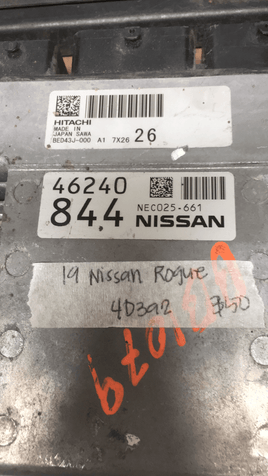 HITACHI
MADE IN
JAPAN SAWA
BED43J-000 A1 7X26 26
46240
844
NEC025-661
NISSAN
19 Nissan Rogue
4D392 $50